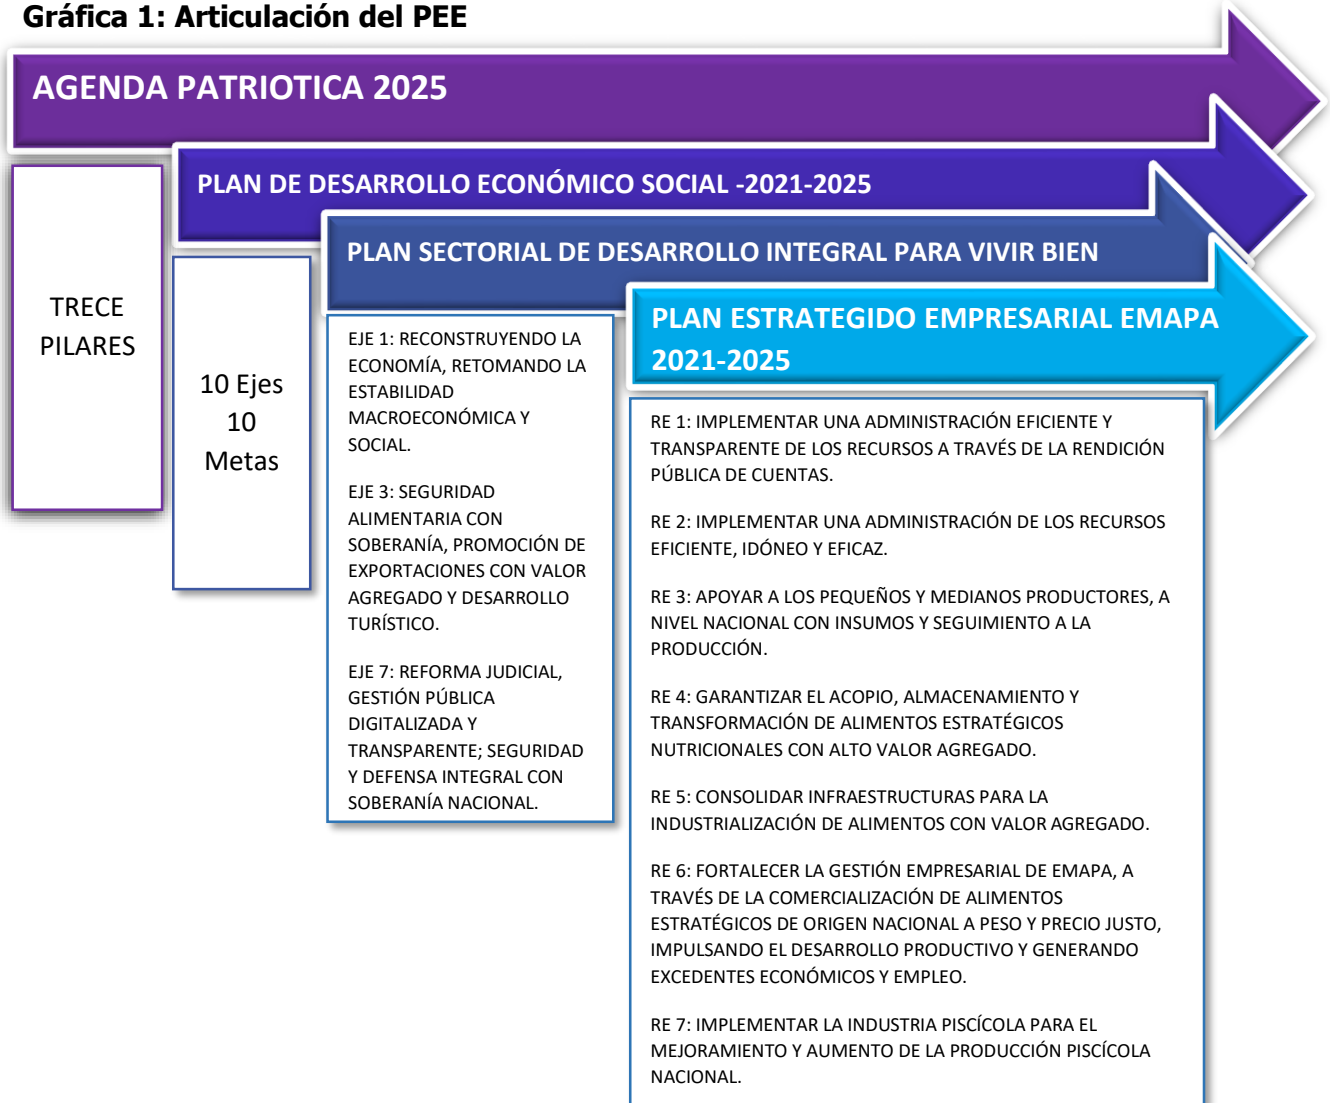 Gráfica 1: Articulación del PEE
AGENDA PATRIOTICA 2025
PLAN DE DESARROLLO ECONÓMICO SOCIAL -2021-2025
PLAN SECTORIAL DE DESARROLLO INTEGRAL PARA VIVIR BIEN
PLAN ESTRATEGIDO EMPRESARIAL EMAPA
2021-2025
TRECE
PILARES
10 Ejes
10
Metas
EJE 1: RECONSTRUYENDO LA
ECONOMÍA, RETOMANDO LA
ESTABILIDAD
MACROECONÓMICA Y
SOCIAL.
EJE 3: SEGURIDAD
ALIMENTARIA CON
SOBERANÍA, PROMOCIÓN DE
EXPORTACIONES CON VALOR
AGREGADO Y DESARROLLO
TURÍSTICO.
EJE 7: REFORMA JUDICIAL,
GESTIÓN PÚBLICA
DIGITALIZADA Y
TRANSPARENTE; SEGURIDAD
Y DEFENSA INTEGRAL CON
SOBERANÍA NACIONAL.
RE 1: IMPLEMENTAR UNA ADMINISTRACIÓN EFICIENTE Y
TRANSPARENTE DE LOS RECURSOS A TRAVÉS DE LA RENDICIÓN
PÚBLICA DE CUENTAS.
RE 2: IMPLEMENTAR UNA ADMINISTRACIÓN DE LOS RECURSOS
EFICIENTE, IDÓNEO Y EFICAZ.
RE 3: APOYAR A LOS PEQUEÑOS Y MEDIANOS PRODUCTORES, A
NIVEL NACIONAL CON INSUMOS Y SEGUIMIENTO A LA
PRODUCCIÓN.
RE 4: GARANTIZAR EL ACOPIO, ALMACENAMIENTO Y
TRANSFORMACIÓN DE ALIMENTOS ESTRATÉGICOS
NUTRICIONALES CON ALTO VALOR AGREGADO.
RE 5: CONSOLIDAR INFRAESTRUCTURAS PARA LA
INDUSTRIALIZACIÓN DE ALIMENTOS CON VALOR AGREGADO.
RE 6: FORTALECER LA GESTIÓN EMPRESARIAL DE EMAPA, A
TRAVÉS DE LA COMERCIALIZACIÓN DE ALIMENTOS
ESTRATÉGICOS DE ORIGEN NACIONAL A PESO Y PRECIO JUSTO,
IMPULSANDO EL DESARROLLO PRODUCTIVO Y GENERANDO
EXCEDENTES ECONÓMICOS Y EMPLEO.
RE 7: IMPLEMENTAR LA INDUSTRIA PISCÍCOLA PARA EL
MEJORAMIENTO Y AUMENTO DE LA PRODUCCIÓN PISCÍCOLA
NACIONAL.